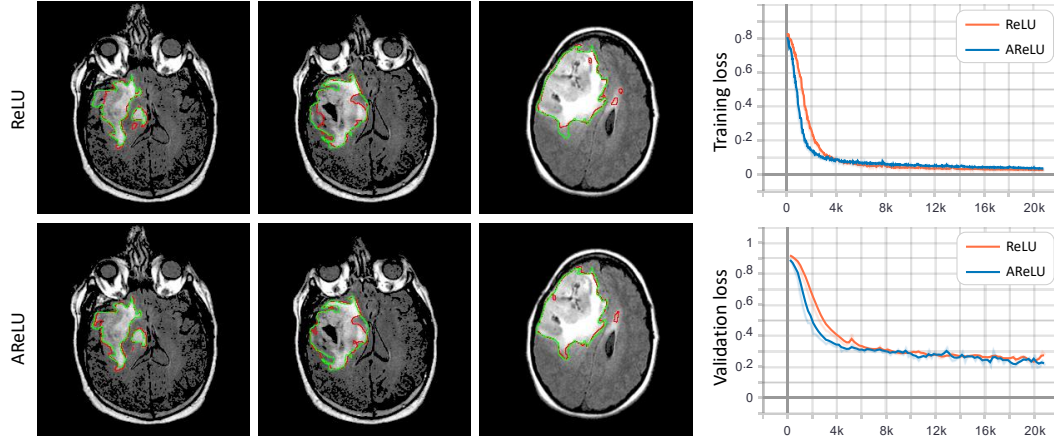 ReLU
AReLU
Training loss
0.8
0.6
0.4
0.2
0
0
4k
8k
12k
16k
20k
ReLU
AReLU
Validation loss
1
0.8
0.6
0.4
0.2
0
0
4k
8k
12k
16k
20k
ReLU
AReLU